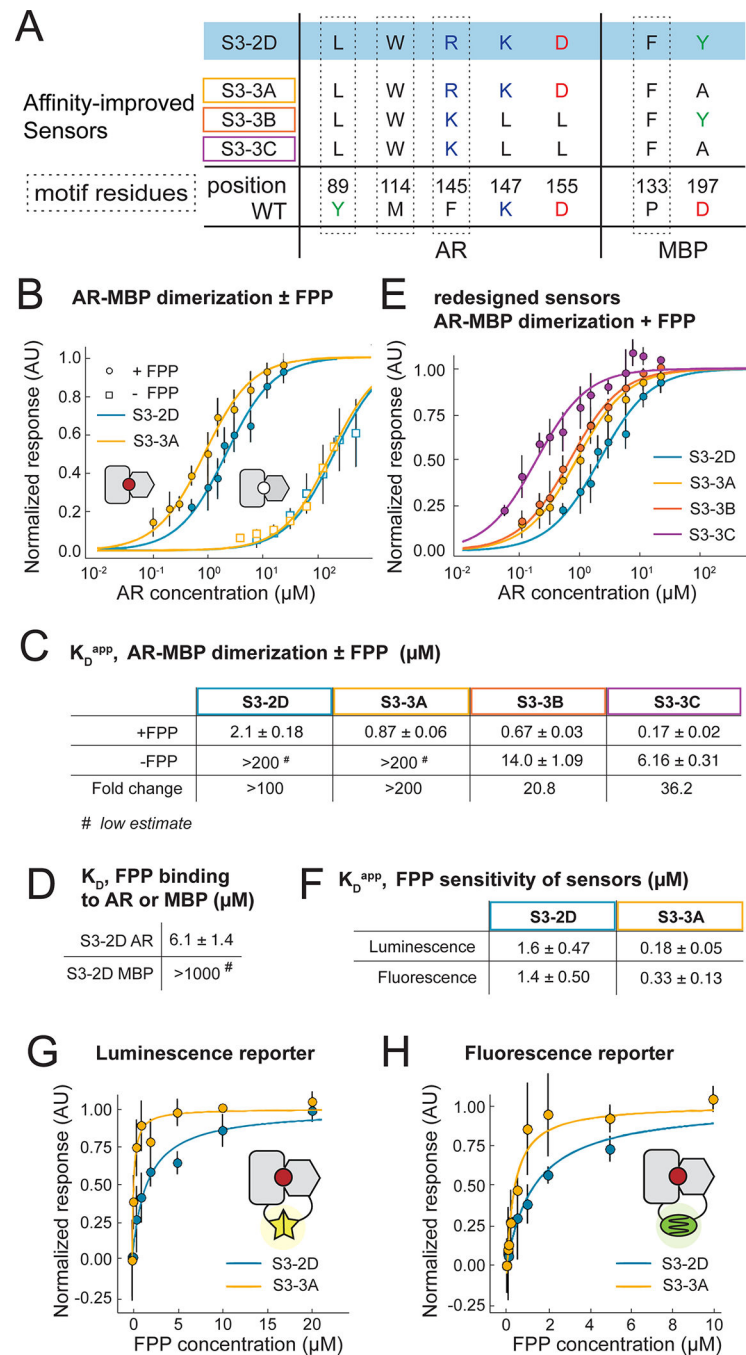 A
S3-2D L W R K D F Y
Affinity-improved Sensors
S3-3A L W R K D F A
S3-3B L W K L L F Y
S3-3C L W K L L F A
motif residues
position 89 114 145 147 155 133 197
WT Y M F K D P D
AR MBP
B AR-MBP dimerization ± FPP
Normalized response (AU)
1.0
0.8
0.6
0.4
0.2
0.0
+ FPP
- FPP
S3-2D
S3-3A
10⁻² 10⁻¹ 10⁰ 10¹ 10²
AR concentration (µM)
E redesigned sensors
AR-MBP dimerization + FPP
Normalized response (AU)
1.00
0.75
0.50
0.25
0.00
S3-2D
S3-3A
S3-3B
S3-3C
10⁻² 10⁻¹ 10⁰ 10¹ 10²
AR concentration (µM)
C K_D^app, AR-MBP dimerization ± FPP (µM)
S3-2D S3-3A S3-3B S3-3C
+FPP 2.1 ± 0.18 0.87 ± 0.06 0.67 ± 0.03 0.17 ± 0.02
-FPP >200 # >200 # 14.0 ± 1.09 6.16 ± 0.31
Fold change >100 >200 20.8 36.2
# low estimate
D K_D, FPP binding
to AR or MBP (µM)
S3-2D AR 6.1 ± 1.4
S3-2D MBP >1000 #
F K_D^app, FPP sensitivity of sensors (µM)
S3-2D S3-3A
Luminescence 1.6 ± 0.47 0.18 ± 0.05
Fluorescence 1.4 ± 0.50 0.33 ± 0.13
G Luminescence reporter
Normalized response (AU)
1.00
0.75
0.50
0.25
0.00
-0.25
S3-2D
S3-3A
0 5 10 15 20
FPP concentration (µM)
H Fluorescence reporter
Normalized response (AU)
1.00
0.75
0.50
0.25
0.00
-0.25
S3-2D
S3-3A
0 2 4 6 8 10
FPP concentration (µM)